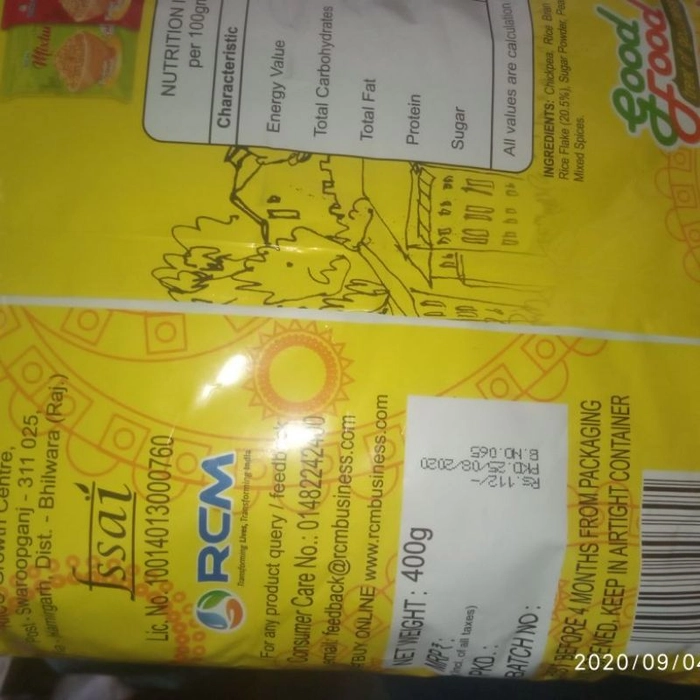 Mixtur
NUTRITION
per 100gm
Characteristic
Energy Value
Total Carbohydrates
Total Fat
Protein
Sugar
All values are calculation
INGREDIENTS: Chickpea, Rice Bran
Rice Flake (20.5%), Sugar Powder,
Mixed Spices.
Good
Food
Growth Centre,
Post- Swaroopganj - 311 025,
Hamirgarh, Dist. - Bhilwara (Raj.)
fssai
Lic. No. 10014013000760
RCM
Transforming Lives, Transforming India
For any product query / feedback
Consumer Care No.:
email feedback@rcmbusiness.com
BUY ONLINE www.rcmbusiness.com
NET WEIGHT : 400g
MRP ₹ :
(incl. of all taxes)
PKD. :
BATCH NO :
RS.112/-
PKD.25/08/2020
B.NO.065
BEFORE 4 MONTHS FROM PACKAGING
KEEP IN AIRTIGHT CONTAINER
2020/09/04